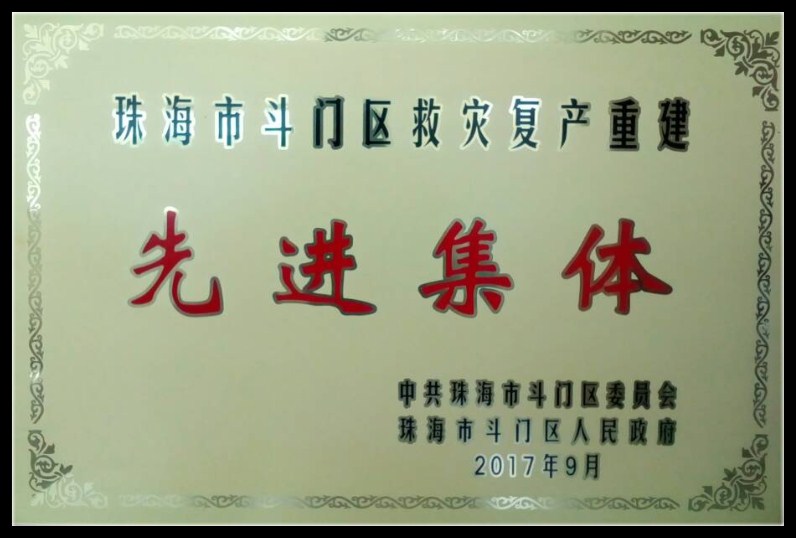 珠海市斗门区救灾复产重建
先进集体
中共珠海市斗门区委员会
珠海市斗门区人民政府
2017年9月